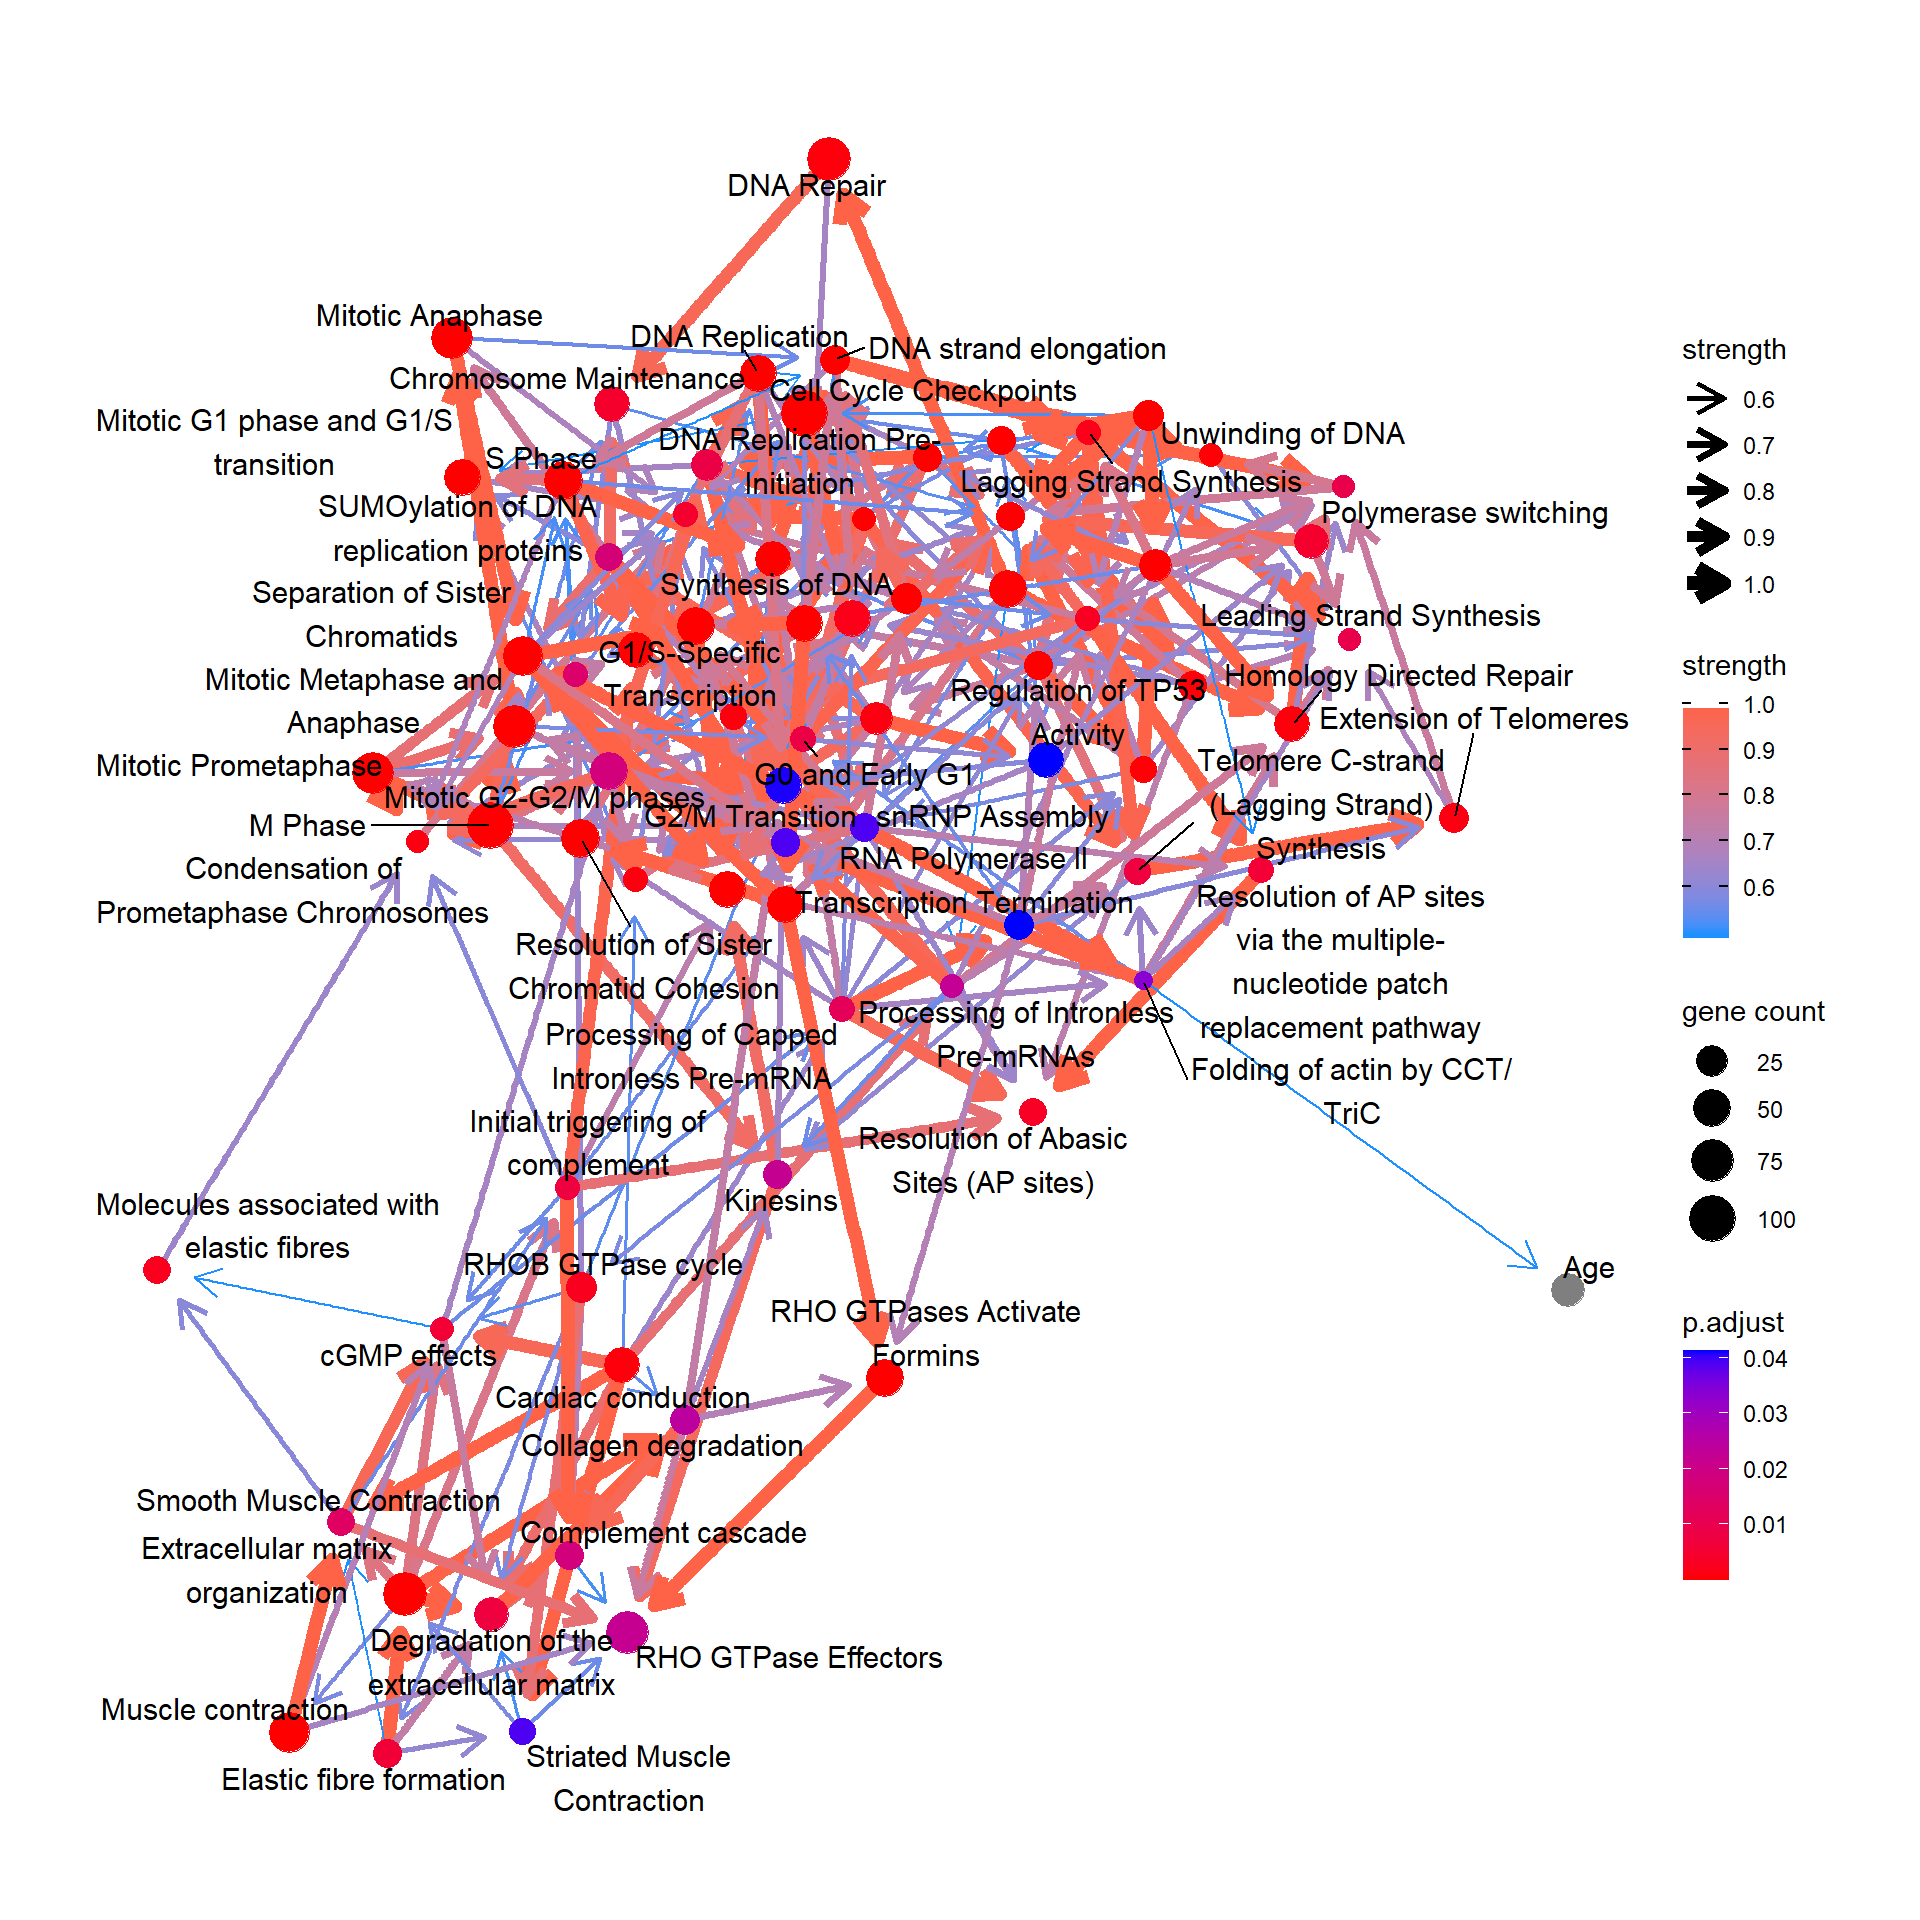 DNA Repair
Mitotic Anaphase
DNA Replication
DNA strand elongation
Chromosome Maintenance
Cell Cycle Checkpoints
Mitotic G1 phase and G1/S
transition
DNA Replication Pre-
Initiation
Unwinding of DNA
S Phase
Lagging Strand Synthesis
SUMOylation of DNA
replication proteins
Polymerase switching
Separation of Sister
Chromatids
Synthesis of DNA
Leading Strand Synthesis
G1/S-Specific
Transcription
Mitotic Metaphase and
Anaphase
Regulation of TP53
Activity
Homology Directed Repair
Extension of Telomeres
Mitotic Prometaphase
G0 and Early G1
Telomere C-strand
(Lagging Strand)
Synthesis
Mitotic G2-G2/M phases
M Phase
G2/M Transition
snRNP Assembly
RNA Polymerase II
Transcription Termination
Condensation of
Prometaphase Chromosomes
Resolution of AP sites
via the multiple-
nucleotide patch
replacement pathway
Resolution of Sister
Chromatid Cohesion
Processing of Intronless
Pre-mRNAs
Processing of Capped
Intronless Pre-mRNA
Folding of actin by CCT/
TriC
Initial triggering of
complement
Resolution of Abasic
Sites (AP sites)
Kinesins
Molecules associated with
elastic fibres
RHOB GTPase cycle
Age
RHO GTPases Activate
Formins
cGMP effects
Cardiac conduction
Collagen degradation
Smooth Muscle Contraction
Complement cascade
Extracellular matrix
organization
Degradation of the
extracellular matrix
RHO GTPase Effectors
Muscle contraction
Striated Muscle
Contraction
Elastic fibre formation
strength
0.6
0.7
0.8
0.9
1.0
strength
1.0
0.9
0.8
0.7
0.6
gene count
25
50
75
100
p.adjust
0.04
0.03
0.02
0.01